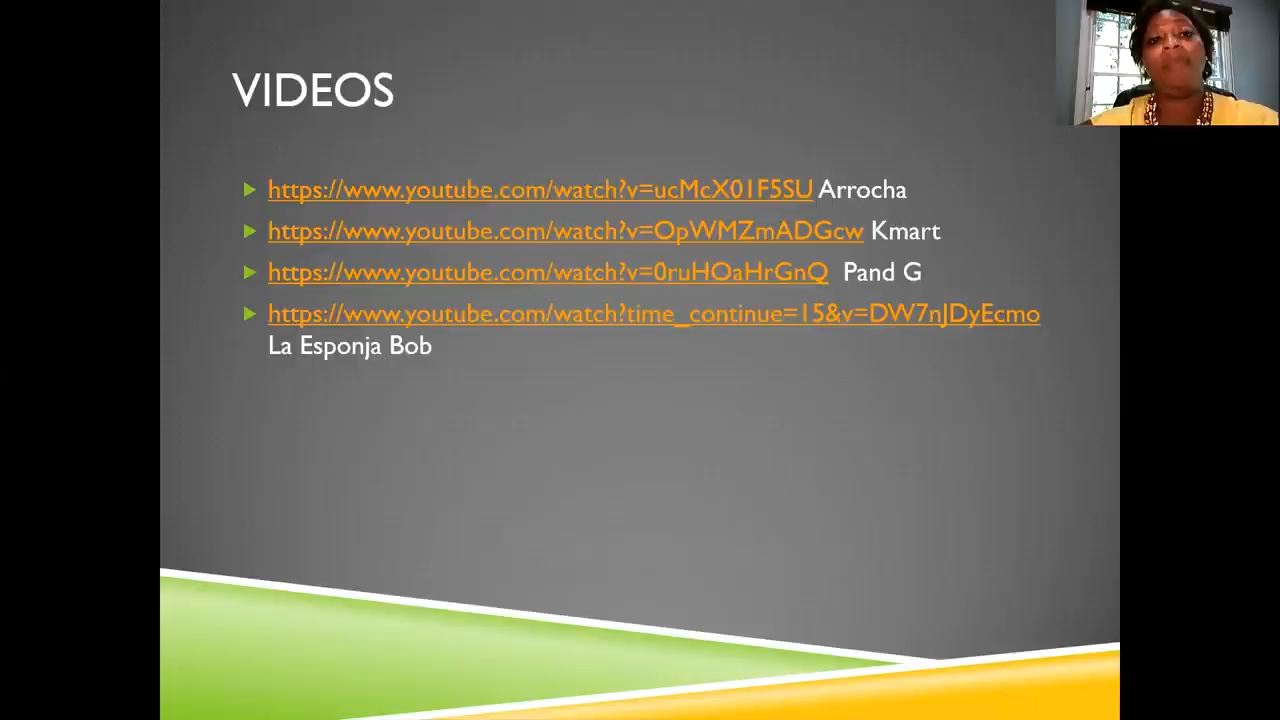 VIDEOS
https://www.youtube.com/watch?v=ucMcX01F5SU Arrocha
https://www.youtube.com/watch?v=OpWMZmADGcw Kmart
https://www.youtube.com/watch?v=0ruHOaHrGnQ Pand G
https://www.youtube.com/watch?time_continue=15&v=DW7nJDyEcmo
La Esponja Bob